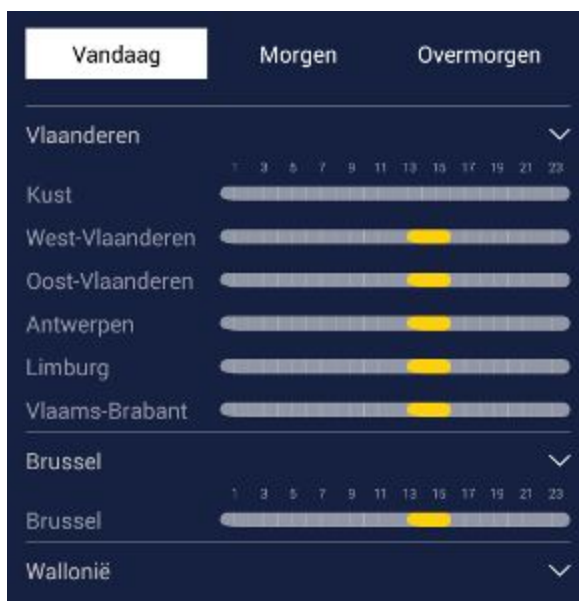 Vandaag Morgen Overmorgen
Vlaanderen
1 3 5 7 9 11 13 15 17 19 21 23
Kust
West-Vlaanderen
Oost-Vlaanderen
Antwerpen
Limburg
Vlaams-Brabant
Brussel
1 3 5 7 9 11 13 15 17 19 21 23
Brussel
Wallonië